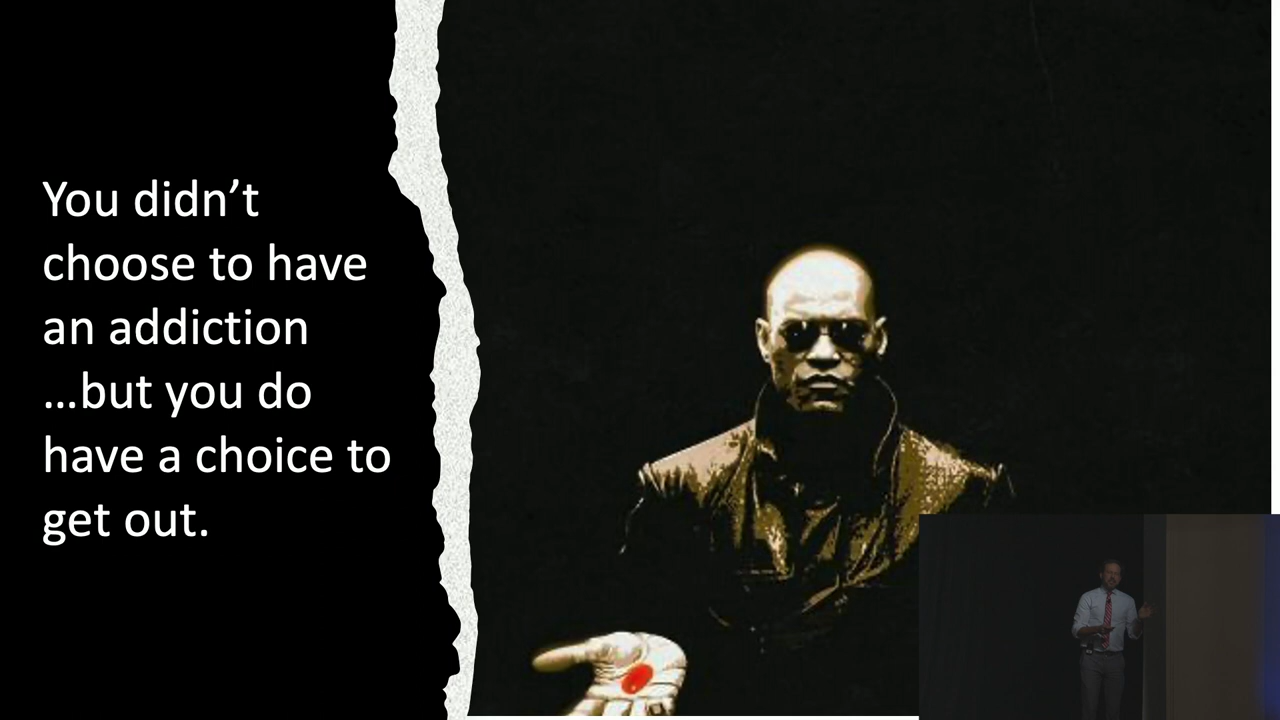 You didn’t
choose to have
an addiction
…but you do
have a choice to
get out.